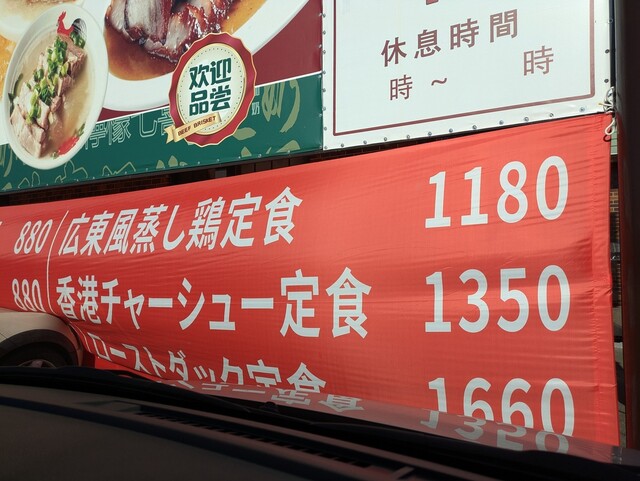 休息時間
時~ 時
欢迎
品尝
BEEF BRISKET
880 広東風蒸し鶏定食 1180
880 香港チャーシュー定食 1350
ローストダック定食 1660